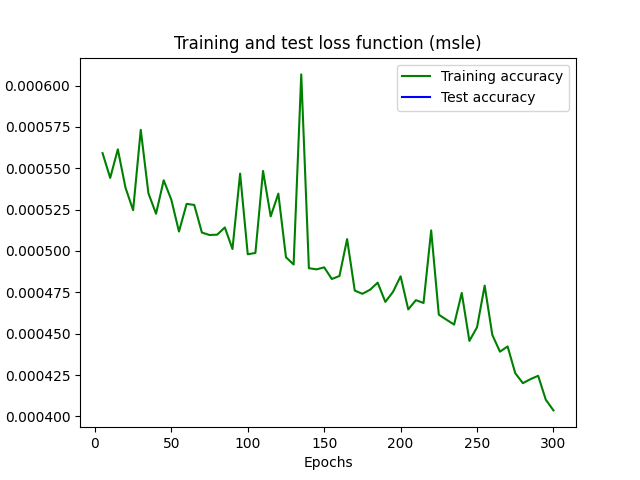 Training and test loss function (msle)
Training accuracy
Test accuracy
0.000600
0.000575
0.000550
0.000525
0.000500
0.000475
0.000450
0.000425
0.000400
0 50 100 150 200 250 300
Epochs